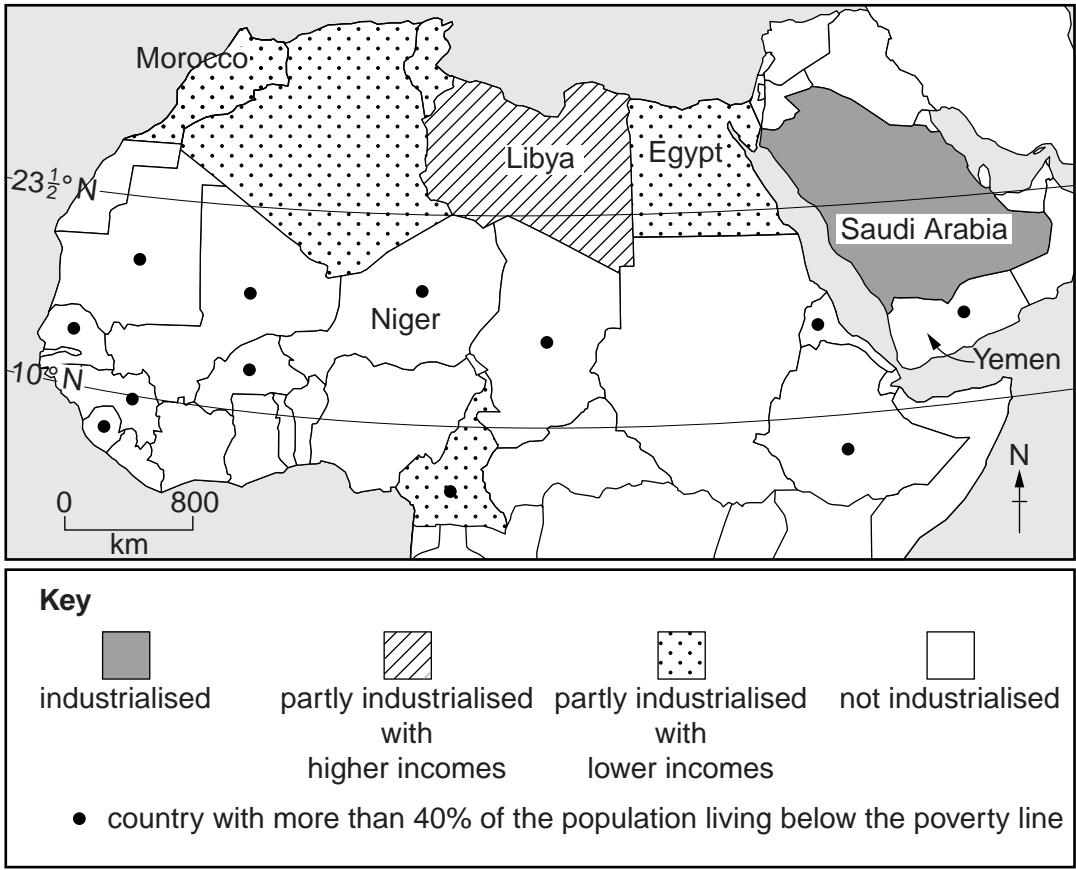 Morocco
Libya
Egypt
23 1/2° N
Saudi Arabia
Niger
Yemen
10° N
0 800
km
N
Key
industrialised
partly industrialised
with
higher incomes
partly industrialised
with
lower incomes
not industrialised
● country with more than 40% of the population living below the poverty line